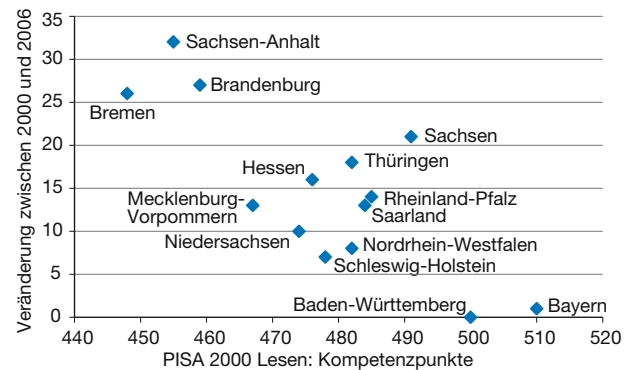 Veränderung zwischen 2000 und 2006
35
30
25
20
15
10
5
0
Sachsen-Anhalt
Brandenburg
Bremen
Sachsen
Thüringen
Hessen
Mecklenburg-
Vorpommern
Rheinland-Pfalz
Saarland
Niedersachsen
Nordrhein-Westfalen
Schleswig-Holstein
Baden-Württemberg
Bayern
440 450 460 470 480 490 500 510 520
PISA 2000 Lesen: Kompetenzpunkte